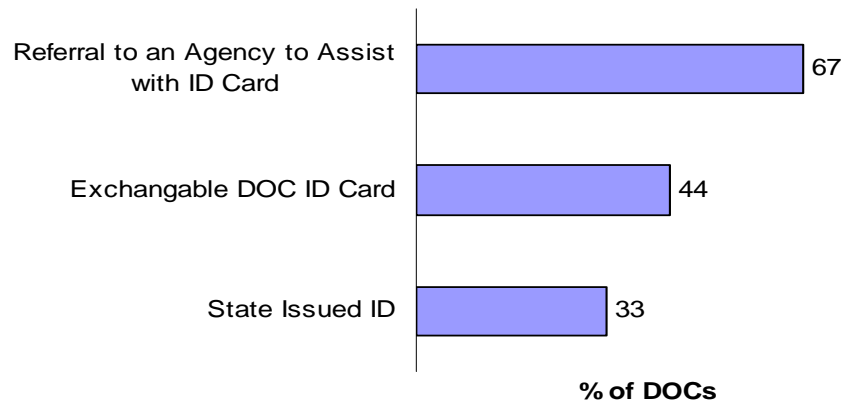 Referral to an Agency to Assist
with ID Card
67
Exchangable DOC ID Card
44
State Issued ID
33
% of DOCs